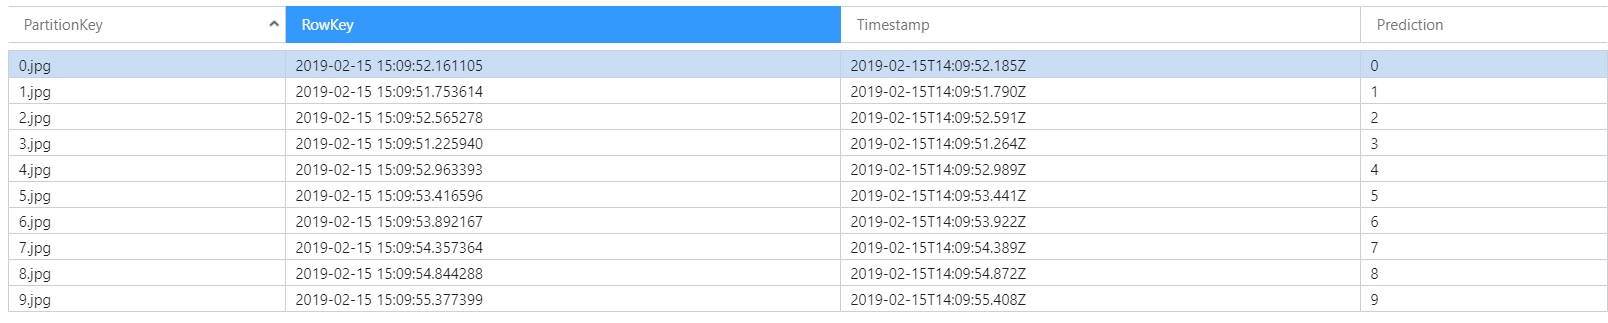 PartitionKey RowKey Timestamp Prediction
0.jpg 2019-02-15 15:09:52.161105 2019-02-15T14:09:52.185Z 0
1.jpg 2019-02-15 15:09:51.753614 2019-02-15T14:09:51.790Z 1
2.jpg 2019-02-15 15:09:52.565278 2019-02-15T14:09:52.591Z 2
3.jpg 2019-02-15 15:09:51.225940 2019-02-15T14:09:51.264Z 3
4.jpg 2019-02-15 15:09:52.963393 2019-02-15T14:09:52.989Z 4
5.jpg 2019-02-15 15:09:53.416596 2019-02-15T14:09:53.441Z 5
6.jpg 2019-02-15 15:09:53.892167 2019-02-15T14:09:53.922Z 6
7.jpg 2019-02-15 15:09:54.357364 2019-02-15T14:09:54.389Z 7
8.jpg 2019-02-15 15:09:54.844288 2019-02-15T14:09:54.872Z 8
9.jpg 2019-02-15 15:09:55.377399 2019-02-15T14:09:55.408Z 9